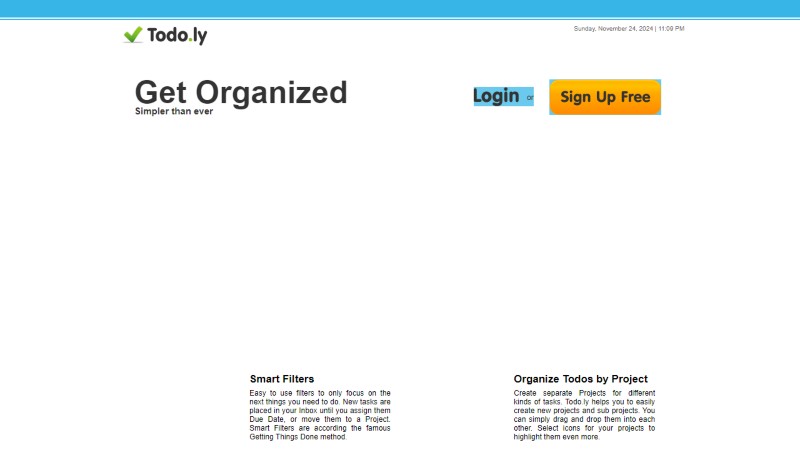 Todo.ly
Sunday, November 24, 2024 | 11:09 PM
Get Organized
Simpler than ever
Login or
Sign Up Free
Smart Filters
Easy to use filters to only focus on the
next things you need to do. New tasks are
placed in your Inbox until you assign them
Due Date, or move them to a Project.
Smart Filters are according the famous
Getting Things Done method.
Organize Todos by Project
Create separate Projects for different
kinds of tasks. Todo.ly helps you to easily
create new projects and sub projects. You
can simply drag and drop them into each
other. Select icons for your projects to
highlight them even more.